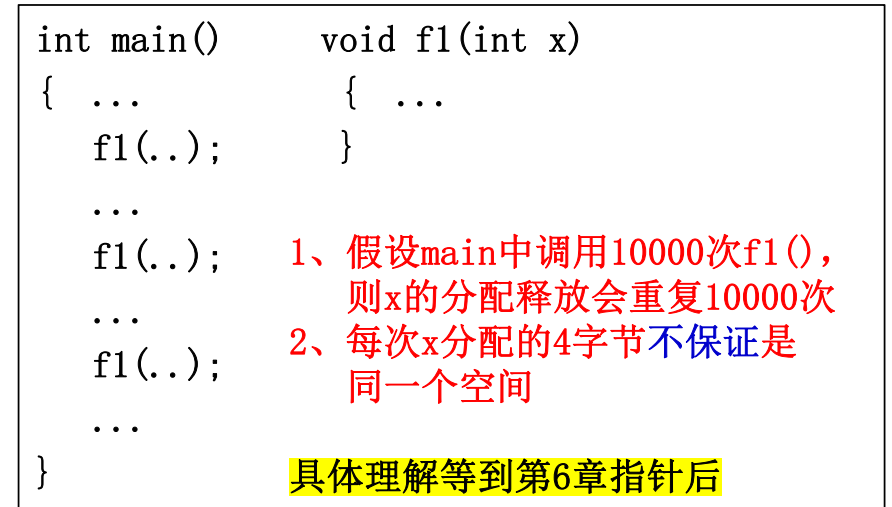 int main()    void f1(int x)
{ ...    { ...
f1(..);    }
...
f1(..);
...
f1(..);
...
}
1、假设main中调用10000次f1(),
则x的分配释放会重复10000次
2、每次x分配的4字节不保证是
同一个空间
具体理解等到第6章指针后